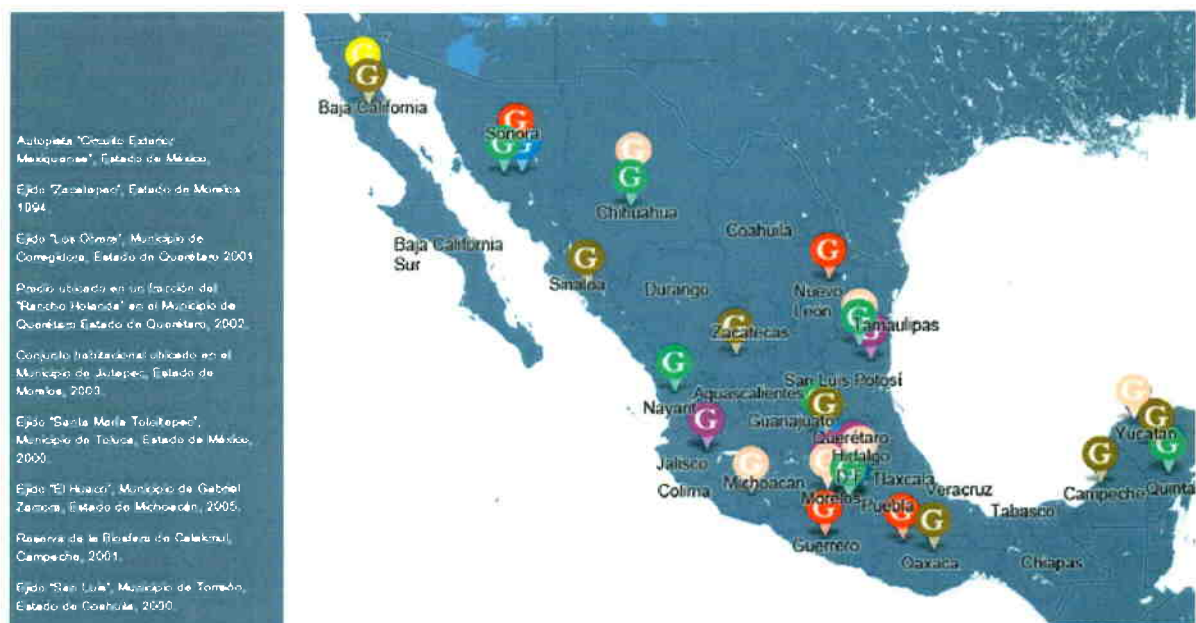 Autopista "Circuito Exterior
Mexiquense", Estado de México.
Ejido "Zacatepec", Estado de Morelos
1994.
Ejido "Los Olvera", Municipio de
Corregidora, Estado de Querétaro 2001
Predio ubicado en un fracción del
"Rancho Holanda" en el Municipio de
Querétaro Estado de Querétaro, 2002.
Conjunto habitacional ubicado en el
Municipio de Jiutepec, Estado de
Morelos, 2003.
Ejido "Santa María Totoltepec",
Municipio de Toluca, Estado de México,
2000.
Ejido "El Huaco", Municipio de Gabriel
Zamora, Estado de Michoacán, 2005.
Reserva de la Biosfera de Calakmul,
Campeche, 2001.
Ejido "San Luis", Municipio de Torreón,
Estado de Coahuila, 2000.
G
Baja California
G
Sonora
G
G
G
G
Chihuahua
Baja California
Sur
Coahuila
G
Sinaloa
Durango
G
Nuevo
León
G
Zacatecas
G
G
Tamaulipas
G
Nayarit
Aguascalientes
San Luis Potosí
G
Guanajuato
G
Jalisco
Querétaro
Hidalgo
G
Yucatán
G
Quintana
G
Campeche
Colima
G
Michoacán
G
D.F.
Tlaxcala
Morelos
Veracruz
Tabasco
G
Puebla
G
G
Guerrero
Oaxaca
Chiapas